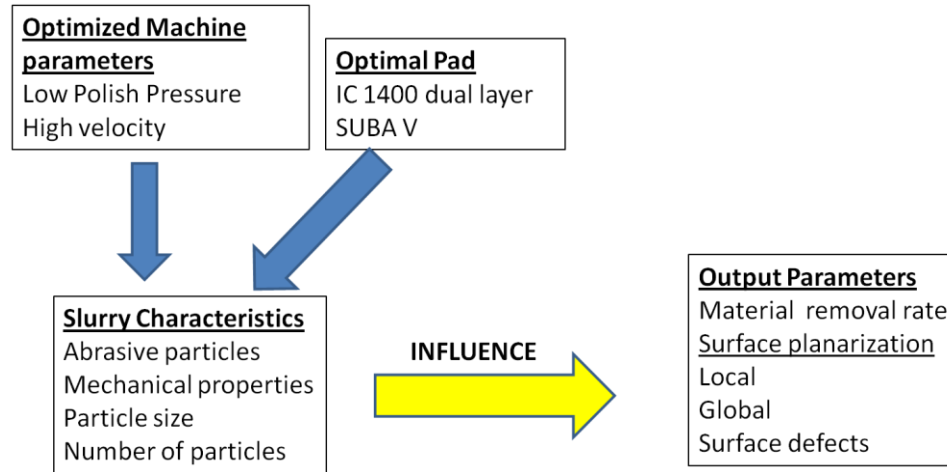 Optimized Machine
parameters
Low Polish Pressure
High velocity
Optimal Pad
IC 1400 dual layer
SUBA V
Slurry Characteristics
Abrasive particles
Mechanical properties
Particle size
Number of particles
INFLUENCE
Output Parameters
Material removal rate
Surface planarization
Local
Global
Surface defects